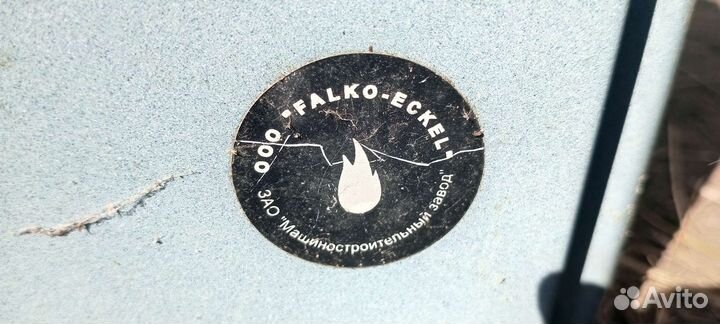 ООО "FALKO-ECKEL"
ЗАО "Машиностроительный завод"
Avito